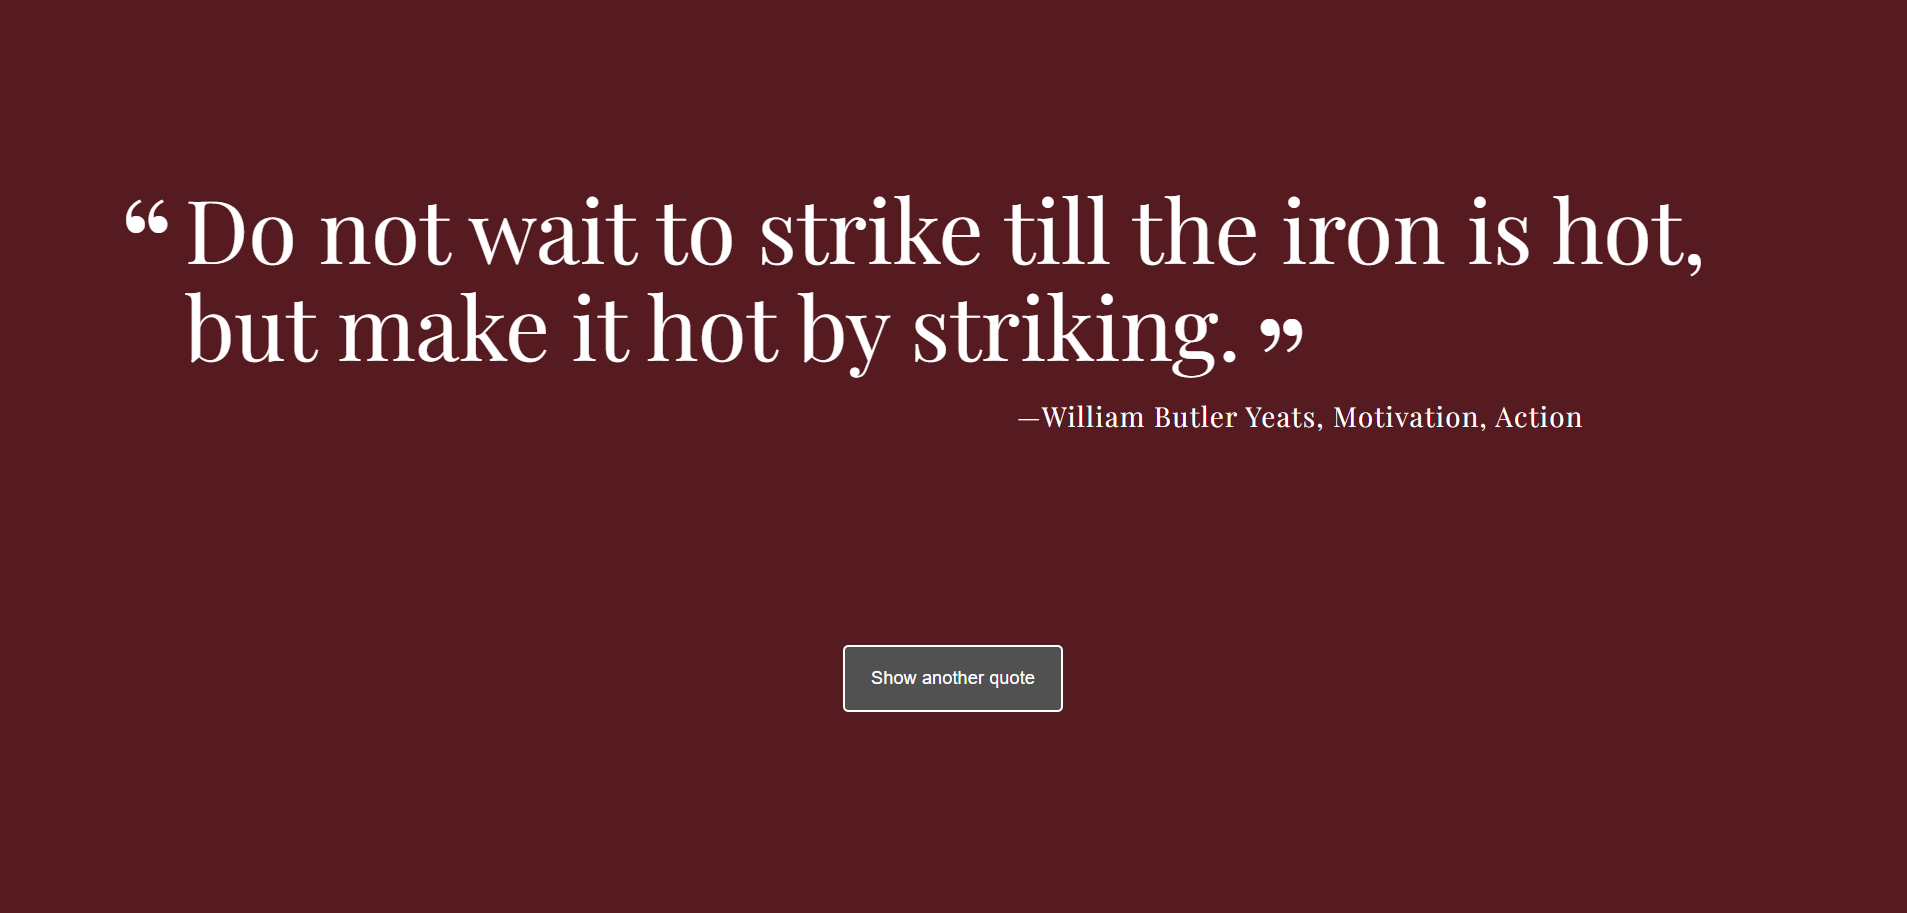 “Do not wait to strike till the iron is hot,
but make it hot by striking.”
—William Butler Yeats, Motivation, Action
Show another quote